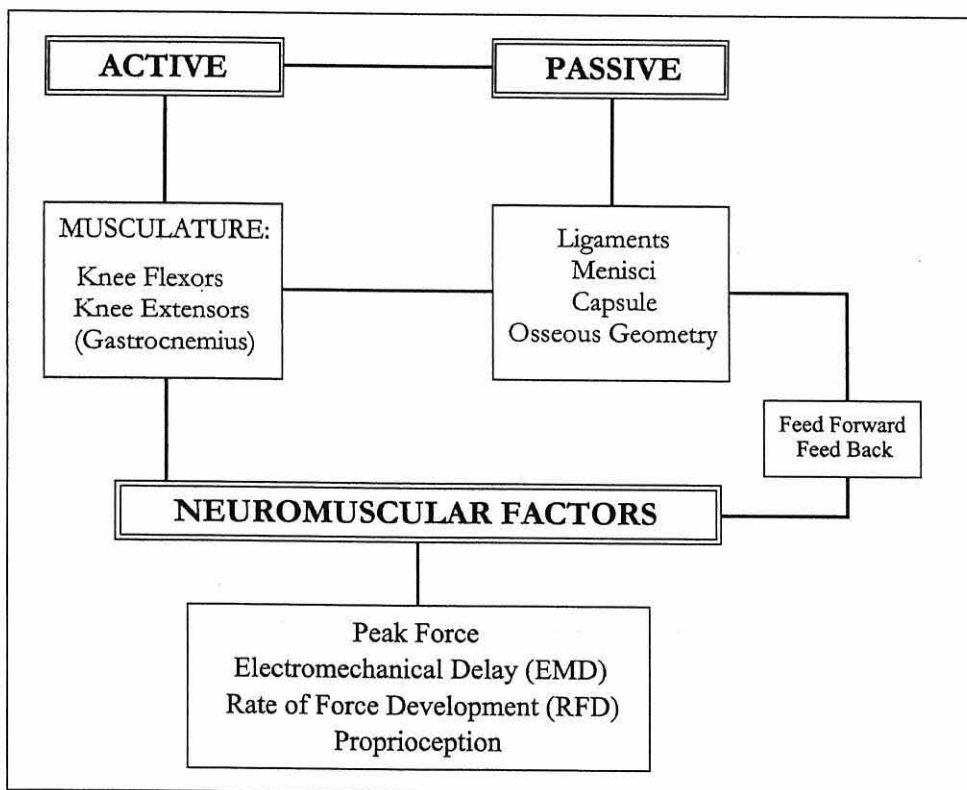 ACTIVE
PASSIVE
MUSCULATURE:
Knee Flexors
Knee Extensors
(Gastrocnemius)
Ligaments
Menisci
Capsule
Osseous Geometry
Feed Forward
Feed Back
NEUROMUSCULAR FACTORS
Peak Force
Electromechanical Delay (EMD)
Rate of Force Development (RFD)
Proprioception